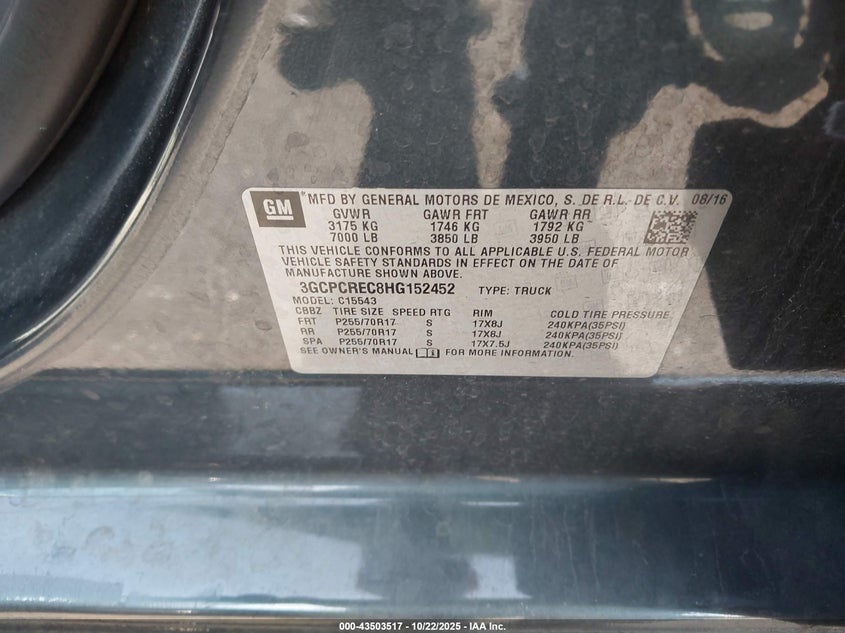 GM MFD BY GENERAL MOTORS DE MEXICO, S. DE R.L. DE C.V. 08/16
GVWR GAWR FRT GAWR RR
3175 KG 1746 KG 1792 KG
7000 LB 3850 LB 3950 LB
THIS VEHICLE CONFORMS TO ALL APPLICABLE U.S. FEDERAL MOTOR
VEHICLE SAFETY STANDARDS IN EFFECT ON THE DATE OF
MANUFACTURE SHOWN ABOVE.
3GCPCREC8HG152452 TYPE: TRUCK
MODEL: C15543
CBBZ TIRE SIZE SPEED RTG RIM COLD TIRE PRESSURE
FRT P255/70R17 S 17X8J 240KPA(35PSI)
RR P255/70R17 S 17X8J 240KPA(35PSI)
SPA P255/70R17 S 17X7.5J 240KPA(35PSI)
SEE OWNER'S MANUAL FOR MORE INFORMATION.
000-43503517 - 10/22/2025 - IAA Inc.